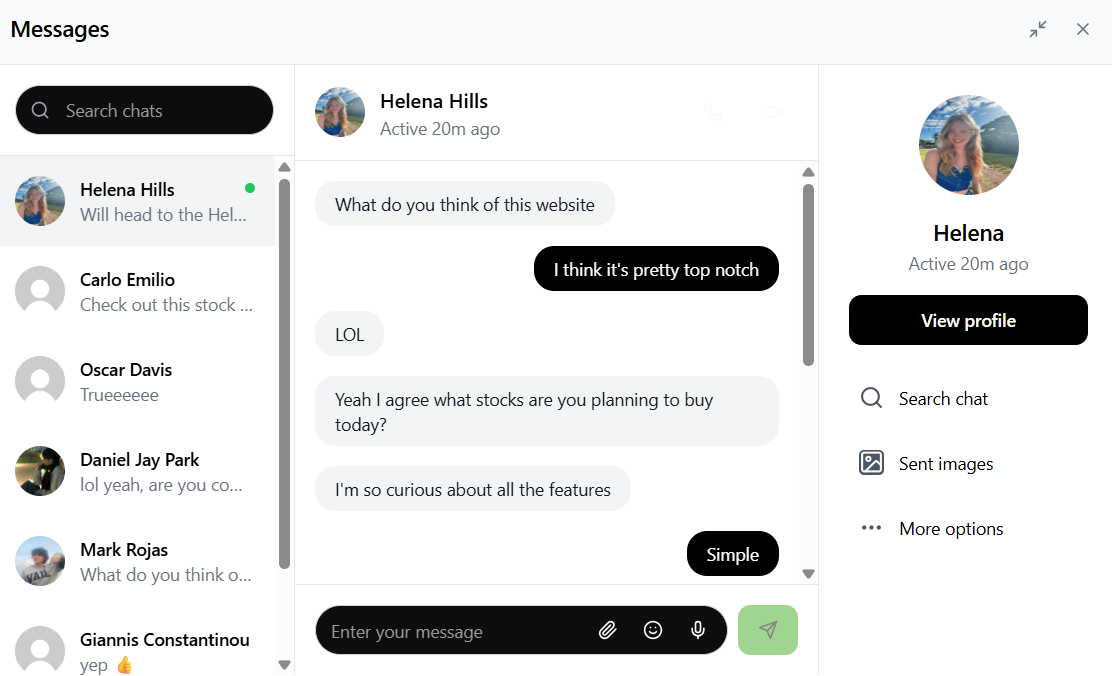 Messages
Search chats
Helena Hills
Will head to the Hel...
Carlo Emilio
Check out this stock ...
Oscar Davis
Trueeeeee
Daniel Jay Park
lol yeah, are you co...
Mark Rojas
What do you think o...
Giannis Constantinou
yep 👍
Helena Hills
Active 20m ago
What do you think of this website
I think it's pretty top notch
LOL
Yeah I agree what stocks are you planning to buy
today?
I'm so curious about all the features
Simple
Enter your message
Helena
Active 20m ago
View profile
Search chat
Sent images
More options